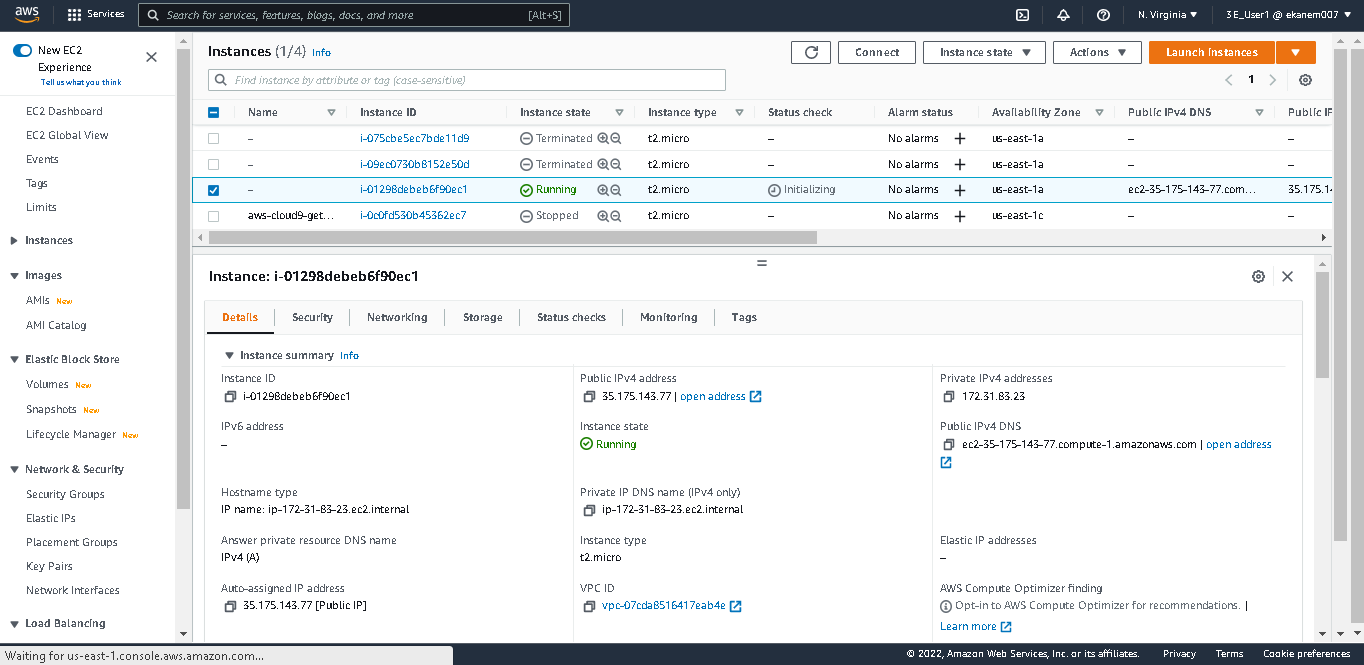 aws Services Search for services, features, blogs, docs, and more [Alt+S] N. Virginia 3E_User1 @ ekanem007
New EC2
Experience
Tell us what you think
EC2 Dashboard
EC2 Global View
Events
Tags
Limits
Instances
Images
AMIs New
AMI Catalog
Elastic Block Store
Volumes New
Snapshots New
Lifecycle Manager New
Network & Security
Security Groups
Elastic IPs
Placement Groups
Key Pairs
Network Interfaces
Load Balancing
Instances (1/4) Info
Connect Instance state Actions Launch instances
Find instance by attribute or tag (case-sensitive)
1
Name Instance ID Instance state Instance type Status check Alarm status Availability Zone Public IPv4 DNS Public IP
– i-075cbe5ec7bde11d9 Terminated t2.micro – No alarms + us-east-1a – –
– i-09ec0730b8152e50d Terminated t2.micro – No alarms + us-east-1a – –
– i-01298debeb6f90ec1 Running t2.micro Initializing No alarms + us-east-1a ec2-35-175-143-77.com... 35.175.14
aws-cloud9-get... i-0c0fd530b45362ec7 Stopped t2.micro – No alarms + us-east-1c – –
Instance: i-01298debeb6f90ec1
Details Security Networking Storage Status checks Monitoring Tags
Instance summary Info
Instance ID
i-01298debeb6f90ec1
Public IPv4 address
35.175.143.77 | open address
Private IPv4 addresses
172.31.83.23
IPv6 address
–
Instance state
Running
Public IPv4 DNS
ec2-35-175-143-77.compute-1.amazonaws.com | open address
Hostname type
IP name: ip-172-31-83-23.ec2.internal
Private IP DNS name (IPv4 only)
ip-172-31-83-23.ec2.internal
Answer private resource DNS name
IPv4 (A)
Instance type
t2.micro
Elastic IP addresses
–
Auto-assigned IP address
35.175.143.77 [Public IP]
VPC ID
vpc-07cda8516417eab4e
AWS Compute Optimizer finding
Opt-in to AWS Compute Optimizer for recommendations. |
Learn more
Waiting for us-east-1.console.aws.amazon.com...
© 2022, Amazon Web Services, Inc. or its affiliates. Privacy Terms Cookie preferences